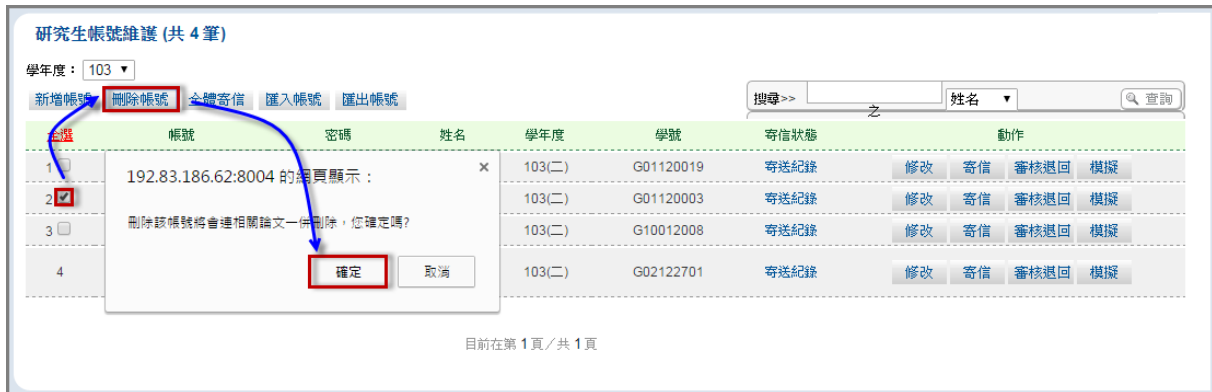 研究生帳號維護 (共 4 筆)
學年度： 103
新增帳號 刪除帳號 全體寄信 匯入帳號 匯出帳號 搜尋>> 之 姓名 查詢
全選 帳號 密碼 姓名 學年度 學號 寄信狀態 動作
1 103(二) G01120019 寄送紀錄 修改 寄信 審核退回 模擬
192.83.186.62:8004 的網頁顯示：
2 103(二) G01120003 寄送紀錄 修改 寄信 審核退回 模擬
刪除該帳號將會連相關論文一併刪除，您確定嗎?
3 103(二) G10012008 寄送紀錄 修改 寄信 審核退回 模擬
確定 取消
4 103(二) G02122701 寄送紀錄 修改 寄信 審核退回 模擬
目前在第 1 頁／共 1 頁